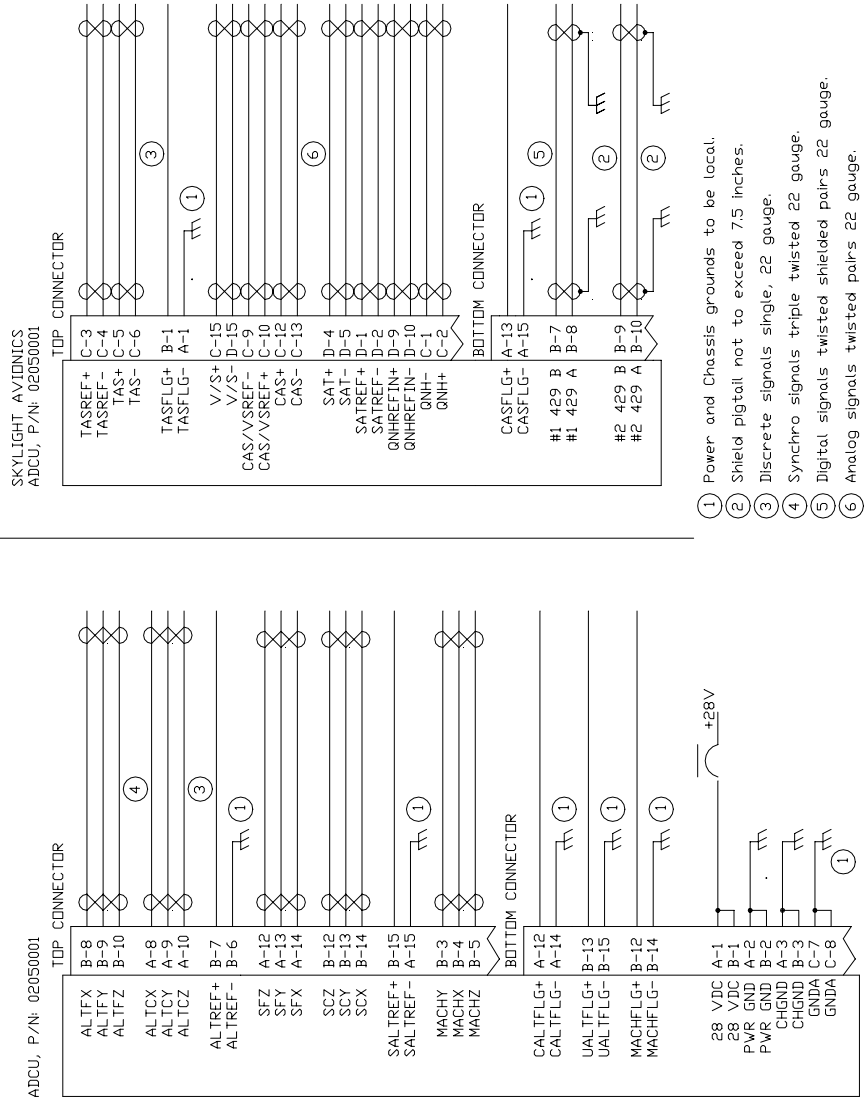 SKYLIGHT AVIONICS
ADCU, P/N: 02050001
TOP CONNECTOR
TASREF+ C-3
TASREF- C-4
TAS+ C-5
TAS- C-6
TASFLG+ B-1
TASFLG- A-1
V/S+ C-15
V/S- D-15
CAS/VSREF- C-9
CAS/VSREF+ C-10
CAS+ C-12
CAS- C-13
SAT+ D-4
SAT- D-5
SATREF+ D-1
SATREF- D-2
QNHREFIN+ D-9
QNHREFIN- D-10
QNH- C-1
QNH+ C-2
3
1
6
BOTTOM CONNECTOR
CASFLG+ A-13
CASFLG- A-15
#1 429 B B-7
#1 429 A B-8
#2 429 B B-9
#2 429 A B-10
1
5
2
2
1 Power and Chassis grounds to be local.
2 Shield pigtail not to exceed 7.5 inches.
3 Discrete signals single, 22 gauge.
4 Synchro signals triple twisted 22 gauge.
5 Digital signals twisted shielded pairs 22 gauge.
6 Analog signals twisted pairs 22 gauge.
ADCU, P/N: 02050001
TOP CONNECTOR
ALTFX B-8
ALTFY B-9
ALTFZ B-10
ALTCX A-8
ALTCY A-9
ALTCZ A-10
ALTREF+ B-7
ALTREF- B-6
SFZ A-12
SFY A-13
SFX A-14
SCZ B-12
SCY B-13
SCX B-14
SALTREF+ B-15
SALTREF- A-15
MACHY B-3
MACHX B-4
MACHZ B-5
4
3
1
1
BOTTOM CONNECTOR
CALTFLG+ A-12
CALTFLG- A-14
UALTFLG+ B-13
UALTFLG- B-15
MACHFLG+ B-12
MACHFLG- B-14
28 VDC A-1
28 VDC B-1
PWR GND A-2
PWR GND B-2
CHGND A-3
CHGND B-3
GNDA C-7
GNDA C-8
1
1
1
+28V
1